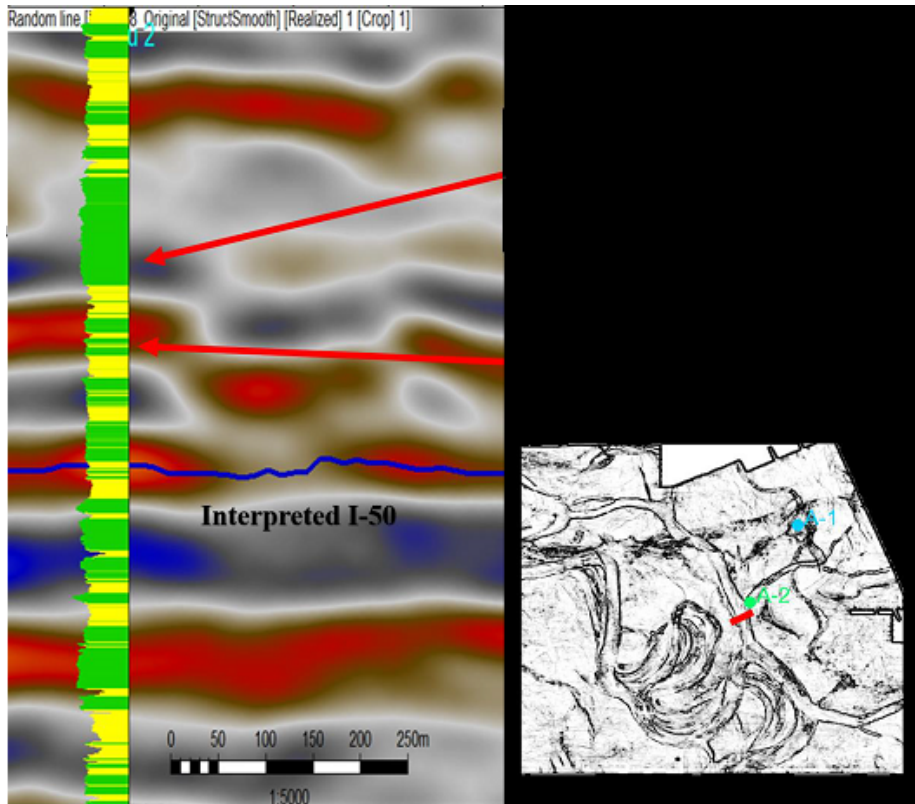 Random line [ 8 Original [StructSmooth] [Realized] 1 [Crop] 1]
2
Interpreted I-50
0 50 100 150 200 250m
1:5000
A-1
A-2